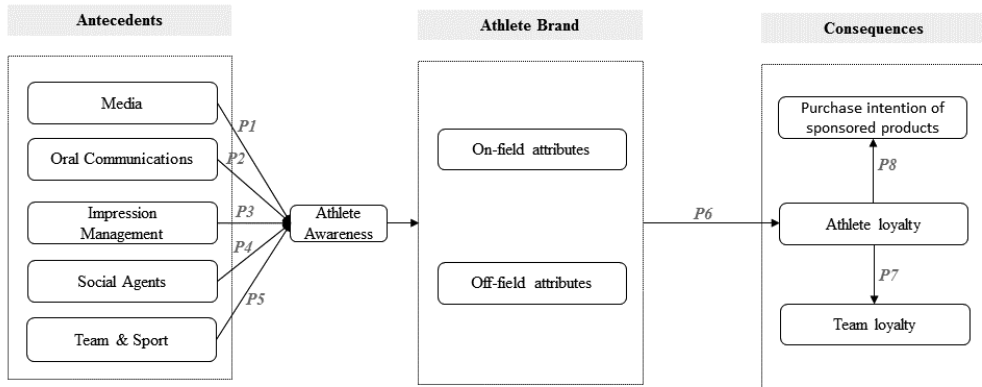 Antecedents
Athlete Brand
Consequences
Media
P1
Oral Communications
P2
Impression
Management
P3
Social Agents
P4
Team & Sport
P5
Athlete
Awareness
On-field attributes
Off-field attributes
P6
Purchase intention of
sponsored products
P8
Athlete loyalty
P7
Team loyalty